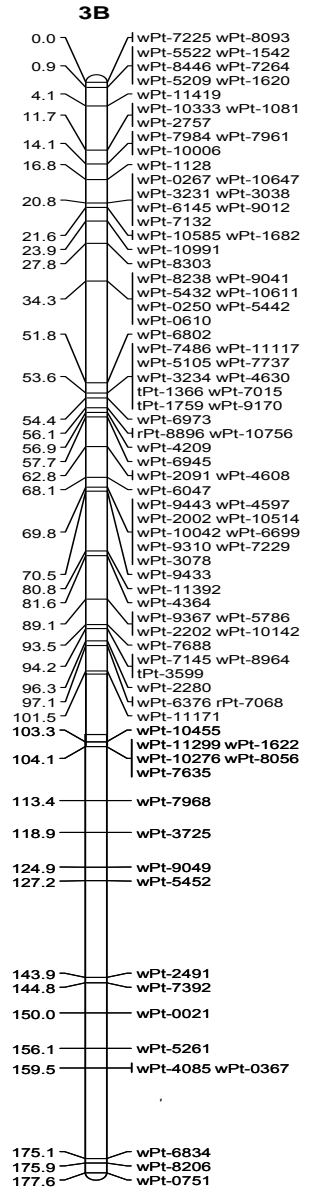 3B
0.0 wPt-7225 wPt-8093
wPt-5522 wPt-1542
0.9 wPt-8446 wPt-7264
wPt-5209 wPt-1620
4.1 wPt-11419
11.7 wPt-10333 wPt-1081
wPt-2757
14.1 wPt-7984 wPt-7961
wPt-10006
16.8 wPt-1128
wPt-0267 wPt-10647
20.8 wPt-3231 wPt-3038
wPt-6145 wPt-9012
wPt-7132
21.6 wPt-10585 wPt-1682
23.9 wPt-10991
27.8 wPt-8303
wPt-8238 wPt-9041
34.3 wPt-5432 wPt-10611
wPt-0250 wPt-5442
wPt-0610
51.8 wPt-6802
wPt-7486 wPt-11117
wPt-5105 wPt-7737
53.6 wPt-3234 wPt-4630
tPt-1366 wPt-7015
tPt-1759 wPt-9170
54.4 wPt-6973
56.1 rPt-8896 wPt-10756
56.9 wPt-4209
57.7 wPt-6945
62.8 wPt-2091 wPt-4608
68.1 wPt-6047
wPt-9443 wPt-4597
wPt-2002 wPt-10514
69.8 wPt-10042 wPt-6699
wPt-9310 wPt-7229
wPt-3078
70.5 wPt-9433
80.8 wPt-11392
81.6 wPt-4364
89.1 wPt-9367 wPt-5786
wPt-2202 wPt-10142
93.5 wPt-7688
94.2 wPt-7145 wPt-8964
tPt-3599
96.3 wPt-2280
97.1 wPt-6376 rPt-7068
101.5 wPt-11171
103.3 wPt-10455
wPt-11299 wPt-1622
104.1 wPt-10276 wPt-8056
wPt-7635
113.4 wPt-7968
118.9 wPt-3725
124.9 wPt-9049
127.2 wPt-5452
143.9 wPt-2491
144.8 wPt-7392
150.0 wPt-0021
156.1 wPt-5261
159.5 wPt-4085 wPt-0367
175.1 wPt-6834
175.9 wPt-8206
177.6 wPt-0751